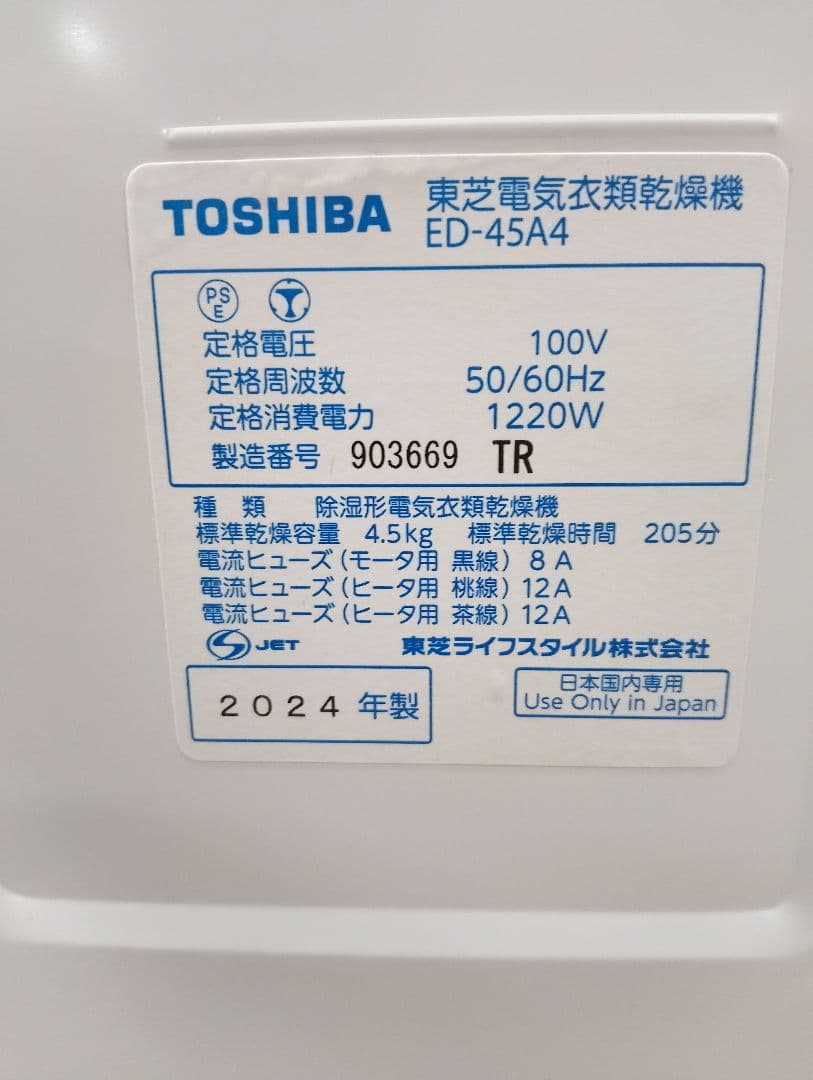 TOSHIBA 東芝電気衣類乾燥機
ED-45A4
PS E T
定格電圧 100V
定格周波数 50/60Hz
定格消費電力 1220W
製造番号 903669 TR
種 類 除湿形電気衣類乾燥機
標準乾燥容量 4.5kg 標準乾燥時間 205分
電流ヒューズ(モータ用 黒線) 8A
電流ヒューズ(ヒータ用 桃線) 12A
電流ヒューズ(ヒータ用 茶線) 12A
S JET 東芝ライフスタイル株式会社
2024 年製
日本国内専用
Use Only in Japan